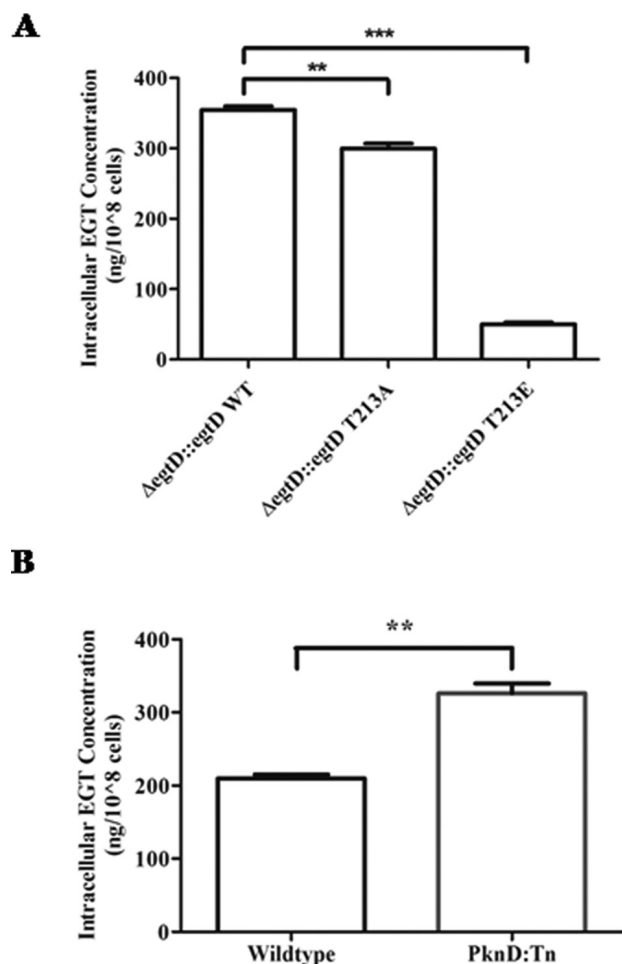 A
***
**
Intracellular EGT Concentration
(ng/10^8 cells)
400
300
200
100
0
ΔegtD::egtD WT
ΔegtD::egtD T213A
ΔegtD::egtD T213E
B
**
Intracellular EGT Concentration
(ng/10^8 cells)
400
300
200
100
0
Wildtype
PknD:Tn